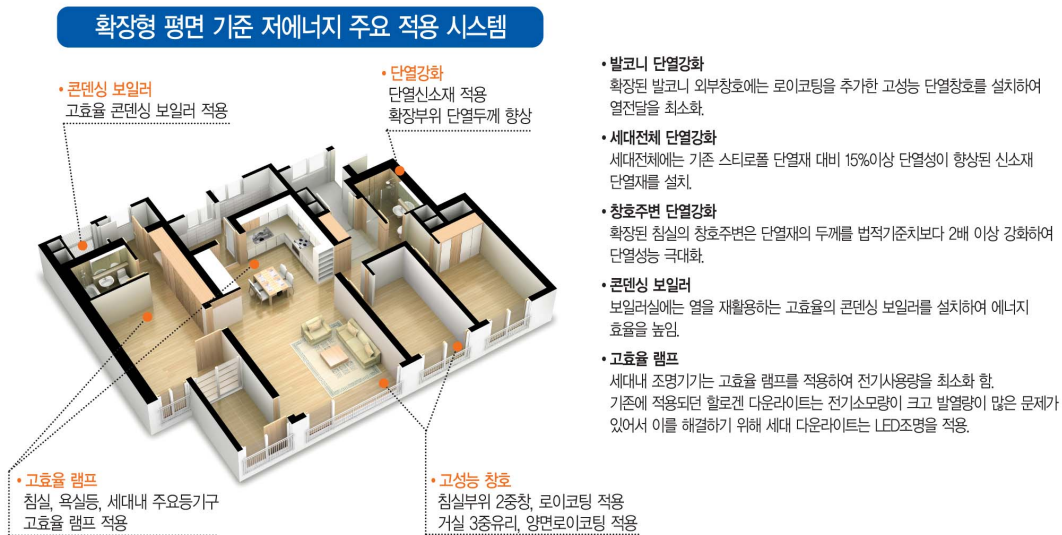 확장형 평면 기준 저에너지 주요 적용 시스템
• 콘덴싱 보일러
고효율 콘덴싱 보일러 적용
• 단열강화
단열신소재 적용
확장부위 단열두께 향상
• 고효율 램프
침실, 욕실등, 세대내 주요등기구
고효율 램프 적용
• 고성능 창호
침실부위 2중창, 로이코팅 적용
거실 3중유리, 양면로이코팅 적용
• 발코니 단열강화
확장된 발코니 외부창호에는 로이코팅을 추가한 고성능 단열창호를 설치하여
열전달을 최소화.
• 세대전체 단열강화
세대전체에는 기존 스티로폴 단열재 대비 15%이상 단열성이 향상된 신소재
단열재를 설치.
• 창호주변 단열강화
확장된 침실의 창호주변은 단열재의 두께를 법적기준치보다 2배 이상 강화하여
단열성능 극대화.
• 콘덴싱 보일러
보일러실에는 열을 재활용하는 고효율의 콘덴싱 보일러를 설치하여 에너지
효율을 높임.
• 고효율 램프
세대내 조명기기는 고효율 램프를 적용하여 전기사용량을 최소화 함.
기존에 적용되던 할로겐 다운라이트는 전기소모량이 크고 발열량이 많은 문제가
있어서 이를 해결하기 위해 세대 다운라이트는 LED조명을 적용.